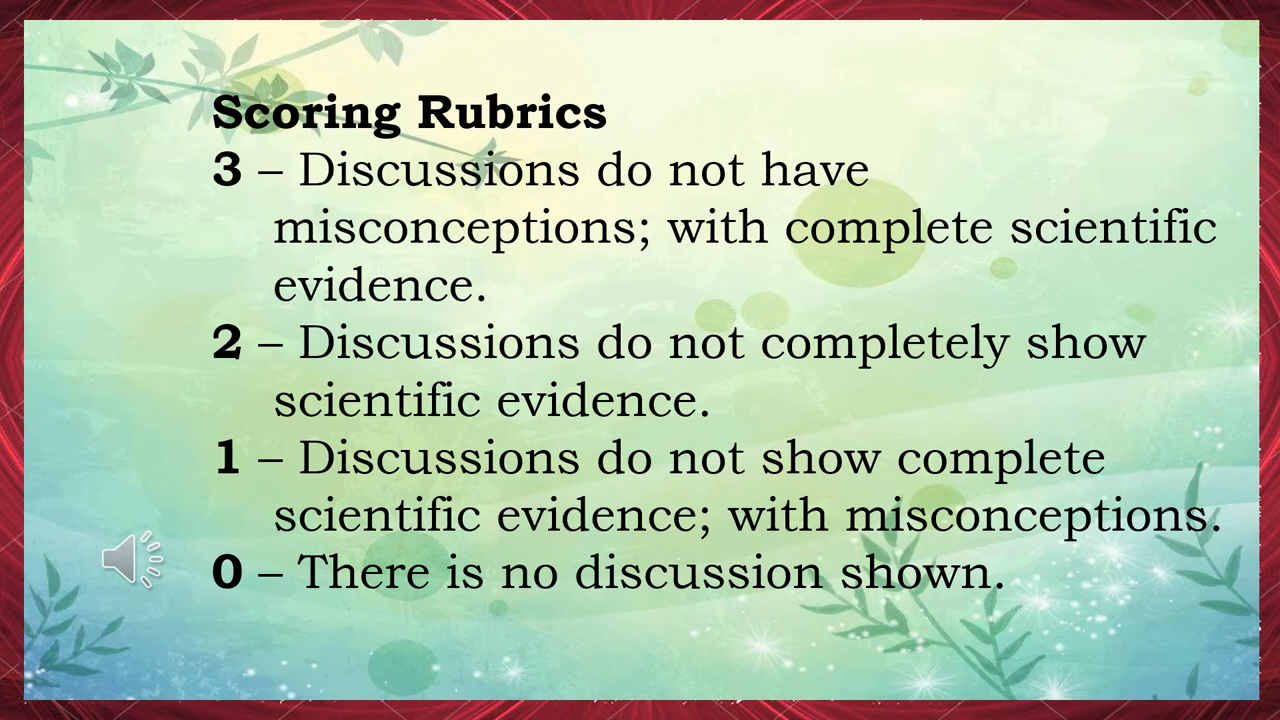 Scoring Rubrics
3 – Discussions do not have
misconceptions; with complete scientific
evidence.
2 – Discussions do not completely show
scientific evidence.
1 – Discussions do not show complete
scientific evidence; with misconceptions.
0 – There is no discussion shown.